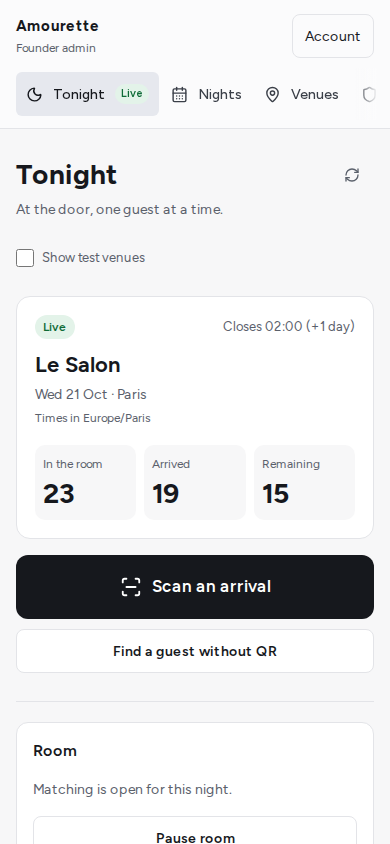 Amourette
Founder admin
Account
Tonight Live Nights Venues
Tonight
At the door, one guest at a time.
Show test venues
Live Closes 02:00 (+1 day)
Le Salon
Wed 21 Oct · Paris
Times in Europe/Paris
In the room Arrived Remaining
23 19 15
Scan an arrival
Find a guest without QR
Room
Matching is open for this night.
Pause room